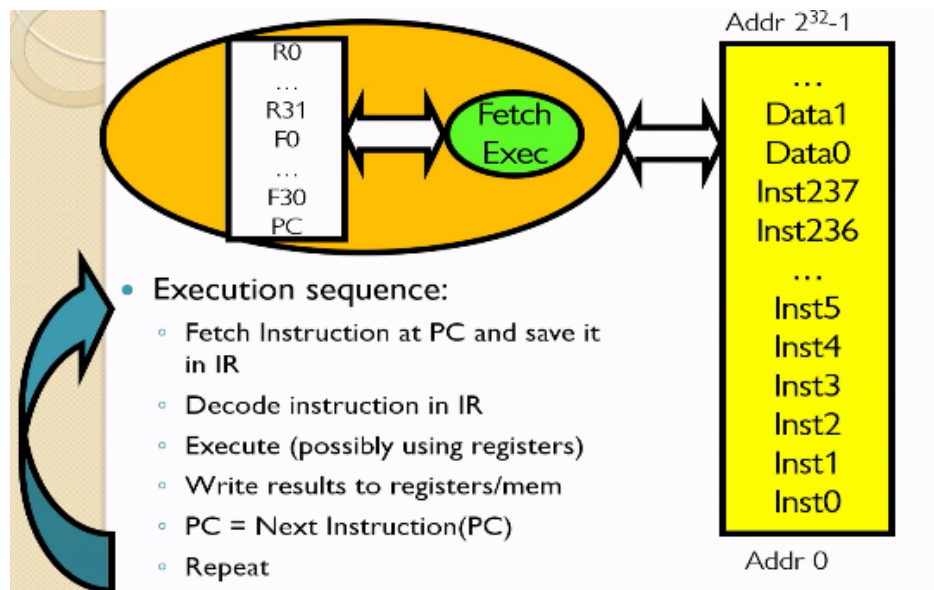 Addr 2³²-1
R0
...
R31
F0
...
F30
PC
Fetch
Exec
...
Data1
Data0
Inst237
Inst236
...
Inst5
Inst4
Inst3
Inst2
Inst1
Inst0
Addr 0
• Execution sequence:
◦ Fetch Instruction at PC and save it
in IR
◦ Decode instruction in IR
◦ Execute (possibly using registers)
◦ Write results to registers/mem
◦ PC = Next Instruction(PC)
◦ Repeat